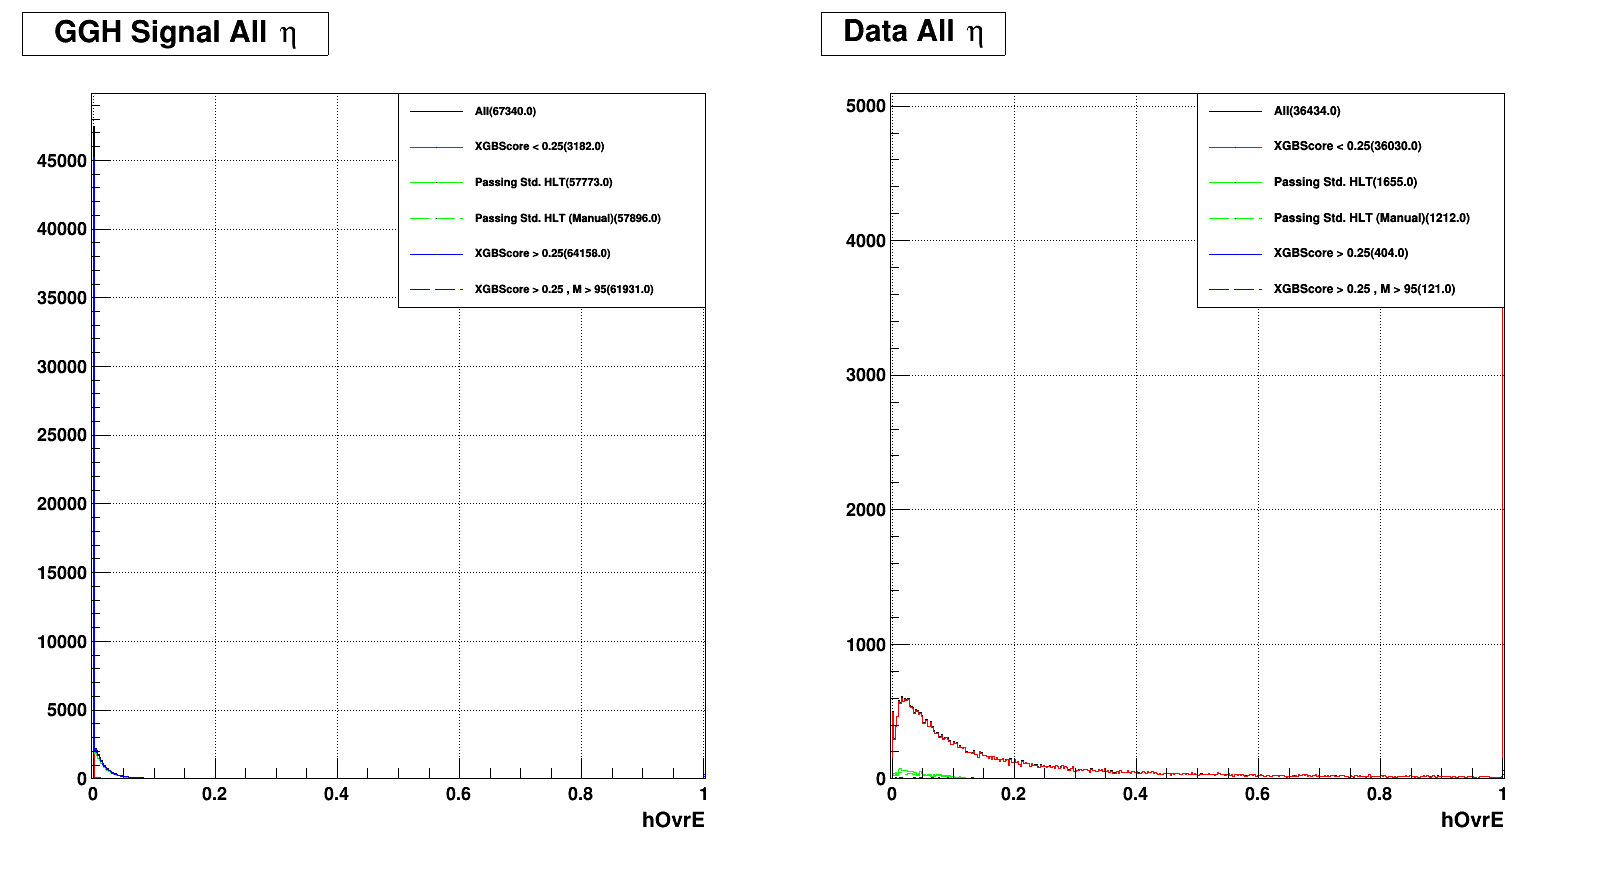 GGH Signal All η
All(67340.0)
XGBScore < 0.25(3182.0)
Passing Std. HLT(57773.0)
Passing Std. HLT (Manual)(57896.0)
XGBScore > 0.25(64158.0)
XGBScore > 0.25 , M > 95(61931.0)
45000
40000
35000
30000
25000
20000
15000
10000
5000
0
0 0.2 0.4 0.6 0.8 1
hOvrE
Data All η
All(36434.0)
XGBScore < 0.25(36030.0)
Passing Std. HLT(1655.0)
Passing Std. HLT (Manual)(1212.0)
XGBScore > 0.25(404.0)
XGBScore > 0.25 , M > 95(121.0)
5000
4000
3000
2000
1000
0
0 0.2 0.4 0.6 0.8 1
hOvrE